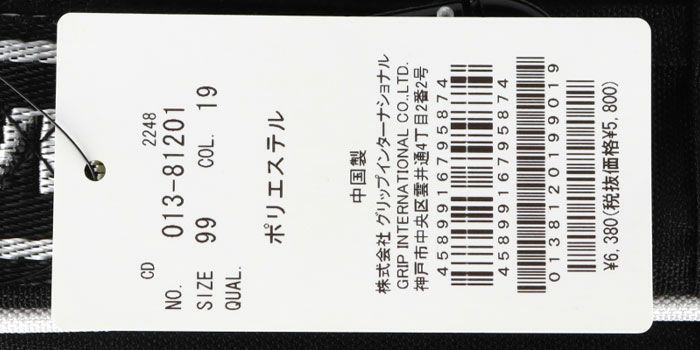 CD 2248
NO. 013-81201
SIZE 99 COL. 19
QUAL.
ポリエステル
中国製
株式会社 グリップインターナショナル
GRIP INTERNATIONAL CO.,LTD.
神戸市中央区雲井通4丁目2番2号
4589916795874
4589916795874
0138120199019
¥6,380(税抜価格¥5,800)